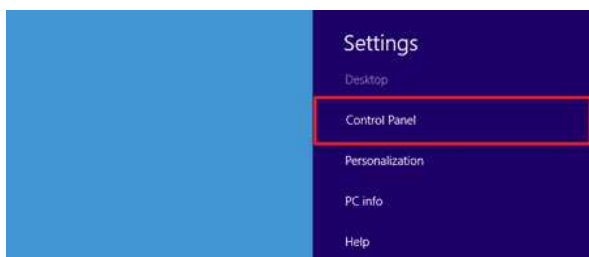 Settings
Desktop
Control Panel
Personalization
PC info
Help